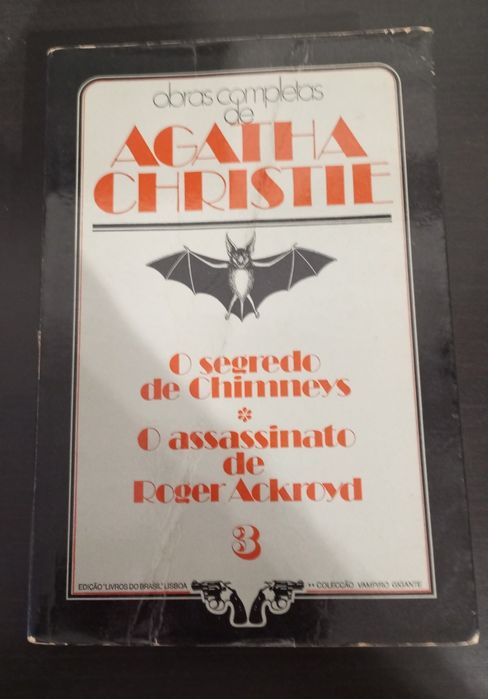 obras completas
de
AGATHA
CHRISTIE
O segredo
de Chimneys
*
O assassinato
de
Roger Ackroyd
3
EDIÇÃO "LIVROS DO BRASIL" LISBOA
** COLECÇÃO VAMPIRO GIGANTE